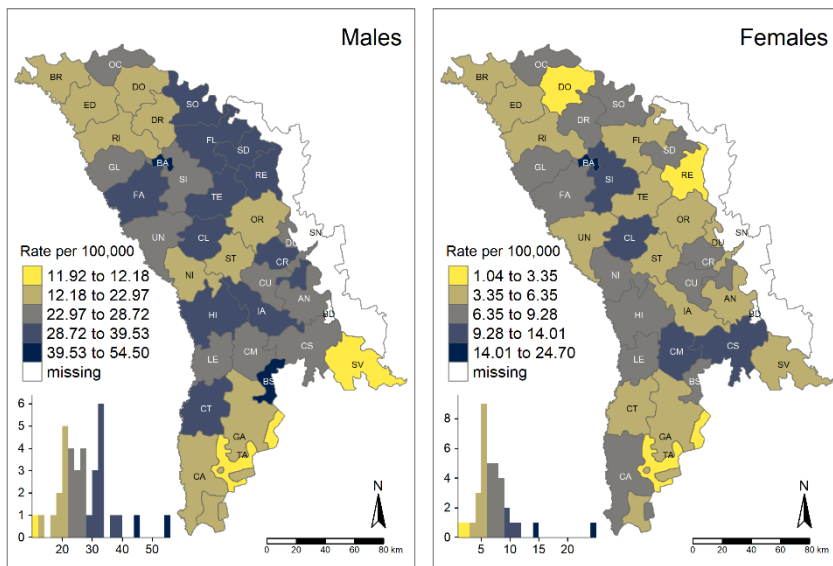 Males
OC
BR
DO
SO
ED
DR
RI
FL
SD
GL
BA
SI
RE
FA
TE
OR
UN
CL
SN
DU
Rate per 100,000
ST
CR
11.92 to 12.18
NI
CU
12.18 to 22.97
AN
22.97 to 28.72
HI
IA
BD
28.72 to 39.53
39.53 to 54.50
LE
CM
CS
missing
SV
BS
CT
GA
TA
CA
6
5
4
3
2
1
0
20 30 40 50
N
0 20 40 60 80 km
Females
OC
BR
DO
SO
ED
DR
RI
FL
SD
GL
BA
SI
RE
FA
TE
OR
UN
CL
SN
DU
Rate per 100,000
ST
CR
1.04 to 3.35
NI
CU
3.35 to 6.35
AN
6.35 to 9.28
HI
IA
BD
9.28 to 14.01
14.01 to 24.70
LE
CM
CS
missing
SV
BS
CT
GA
TA
CA
8
6
4
2
0
5 15 20
N
0 20 40 60 80 km